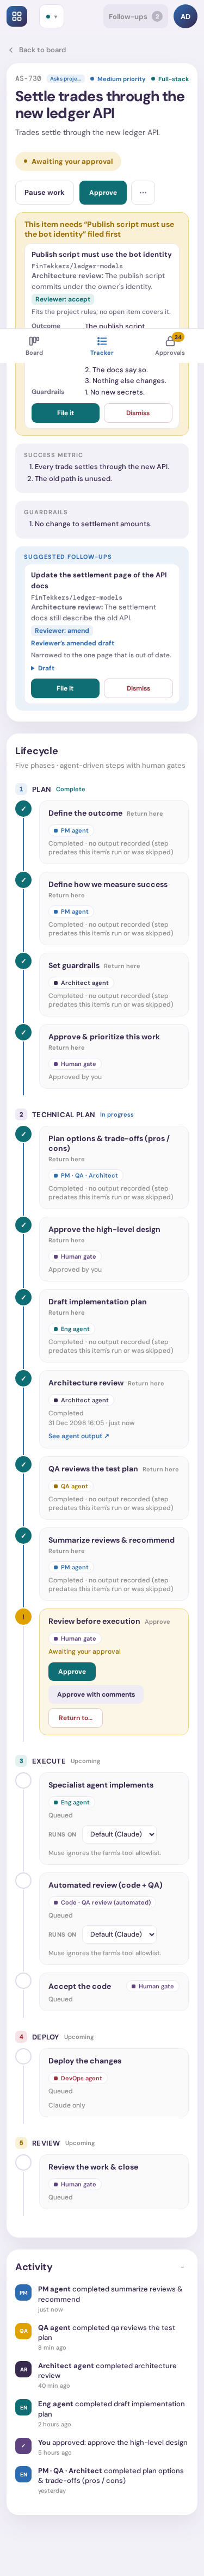 Follow-ups 3
AD
Back to board
AS-730 Asks.proje... Medium priority Full-stack
Settle trades through the
new ledger API
Trades settle through the new ledger API.
Awaiting your approval
Pause work Approve ...
This item needs "Publish script must use
the bot identity" filed first
Publish script must use the bot identity
FinTekkers/ledger-models
Architecture review: The publish script
commits under the owner's identity.
Reviewer: accept
Fits the project rules; no open item covers it.
Outcome The publish script
Board
Tracker
34
Approvals
2. The docs say so.
3. Nothing else changes.
Guardrails 1. No new secrets.
File it Dismiss
SUCCESS METRIC
1. Every trade settles through the new API.
2. The old path is unused.
GUARDRAILS
1. No change to settlement amounts.
SUGGESTED FOLLOW-UPS
Update the settlement page of the API
docs
FinTekkers/ledger-models
Architecture review: The settlement
docs still describe the old API.
Reviewer: amend
Reviewer's amended draft
Narrowed to the one page that is out of date.
Draft
File it Dismiss
Lifecycle
Five phases · agent-driven steps with human gates
1 PLAN Complete
Define the outcome Return here
PM agent
Completed · no output recorded (step
predates this item's run or was skipped)
Define how we measure success
Return here
PM agent
Completed · no output recorded (step
predates this item's run or was skipped)
Set guardrails Return here
Architect agent
Completed · no output recorded (step
predates this item's run or was skipped)
Approve & prioritize this work
Return here
Human gate
Approved by you
2 TECHNICAL PLAN In progress
Plan options & trade-offs (pros /
cons)
Return here
PM · QA · Architect
Completed · no output recorded (step
predates this item's run or was skipped)
Approve the high-level design
Return here
Human gate
Approved by you
Draft implementation plan
Return here
Eng agent
Completed · no output recorded (step
predates this item's run or was skipped)
Architecture review Return here
Architect agent
Completed
31 Dec 2098 16:05 · just now
See agent output ↗
QA reviews the test plan Return here
QA agent
Completed · no output recorded (step
predates this item's run or was skipped)
Summarize reviews & recommend
Return here
PM agent
Completed · no output recorded (step
predates this item's run or was skipped)
! Review before execution Approve
Human gate
Awaiting your approval
Approve
Approve with comments
Return to...
3 EXECUTE Upcoming
Specialist agent implements
Eng agent
Queued
RUNS ON Default (Claude)
Muse ignores the farm's tool allowlist.
Automated review (code + QA)
Code · QA review (automated)
Queued
RUNS ON Default (Claude)
Muse ignores the farm's tool allowlist.
Accept the code Human gate
Queued
4 DEPLOY Upcoming
Deploy the changes
DevOps agent
Queued
Claude only
5 REVIEW Upcoming
Review the work & close
Human gate
Queued
Activity
PM PM agent completed summarize reviews &
recommend
just now
QA QA agent completed qa reviews the test
plan
8 min ago
AR Architect agent completed architecture
review
40 min ago
EN Eng agent completed draft implementation
plan
2 hours ago
✓ You approved: approve the high-level design
5 hours ago
EN PM · QA · Architect completed plan options
& trade-offs (pros / cons)
yesterday